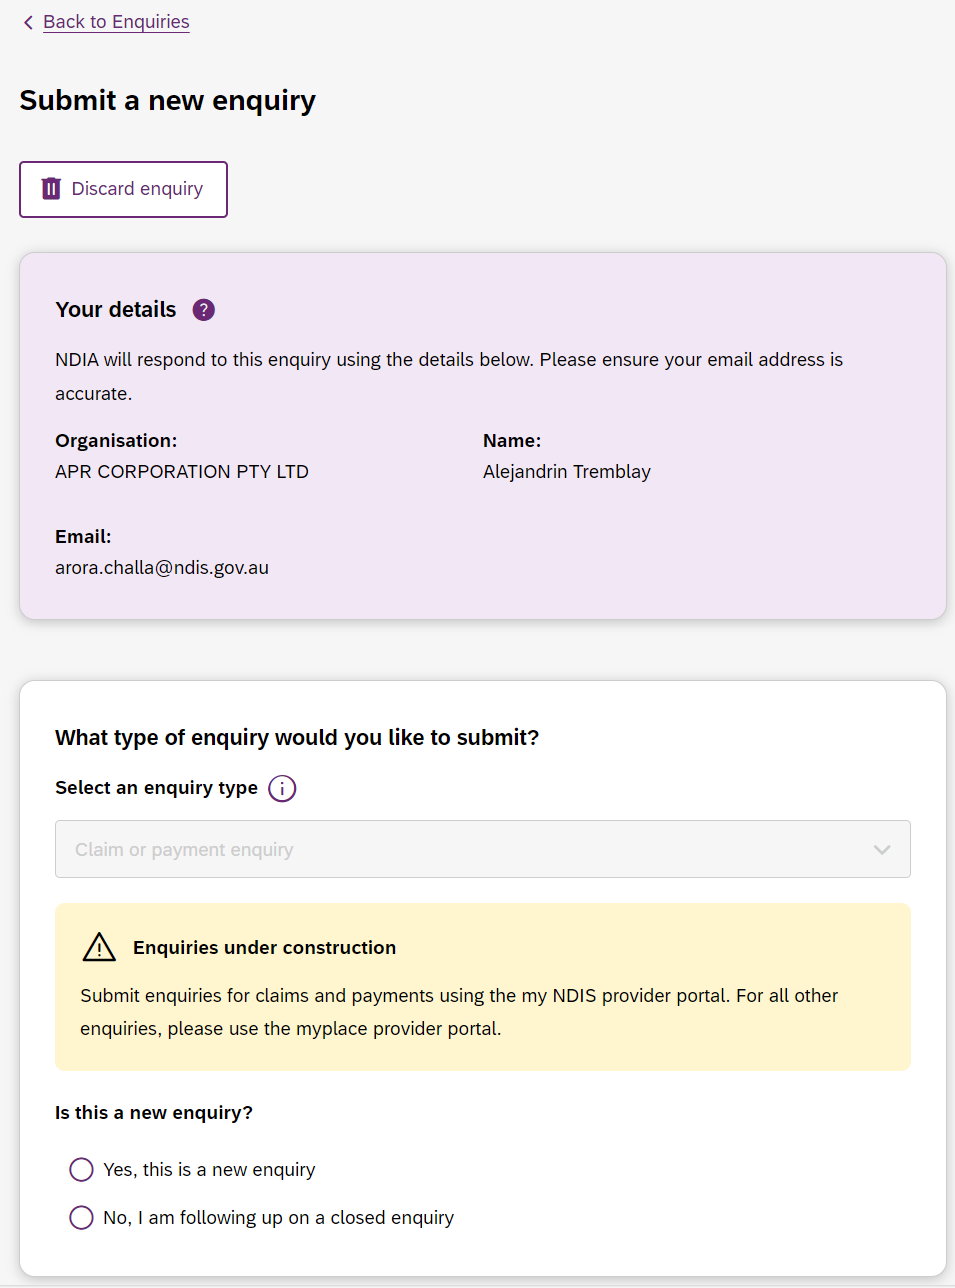 Back to Enquiries
Submit a new enquiry
Discard enquiry
Your details ?
NDIA will respond to this enquiry using the details below. Please ensure your email address is
accurate.
Organisation:
APR CORPORATION PTY LTD
Name:
Alejandrin Tremblay
Email:
arora.challa@ndis.gov.au
What type of enquiry would you like to submit?
Select an enquiry type i
Claim or payment enquiry
Enquiries under construction
Submit enquiries for claims and payments using the my NDIS provider portal. For all other
enquiries, please use the myplace provider portal.
Is this a new enquiry?
Yes, this is a new enquiry
No, I am following up on a closed enquiry